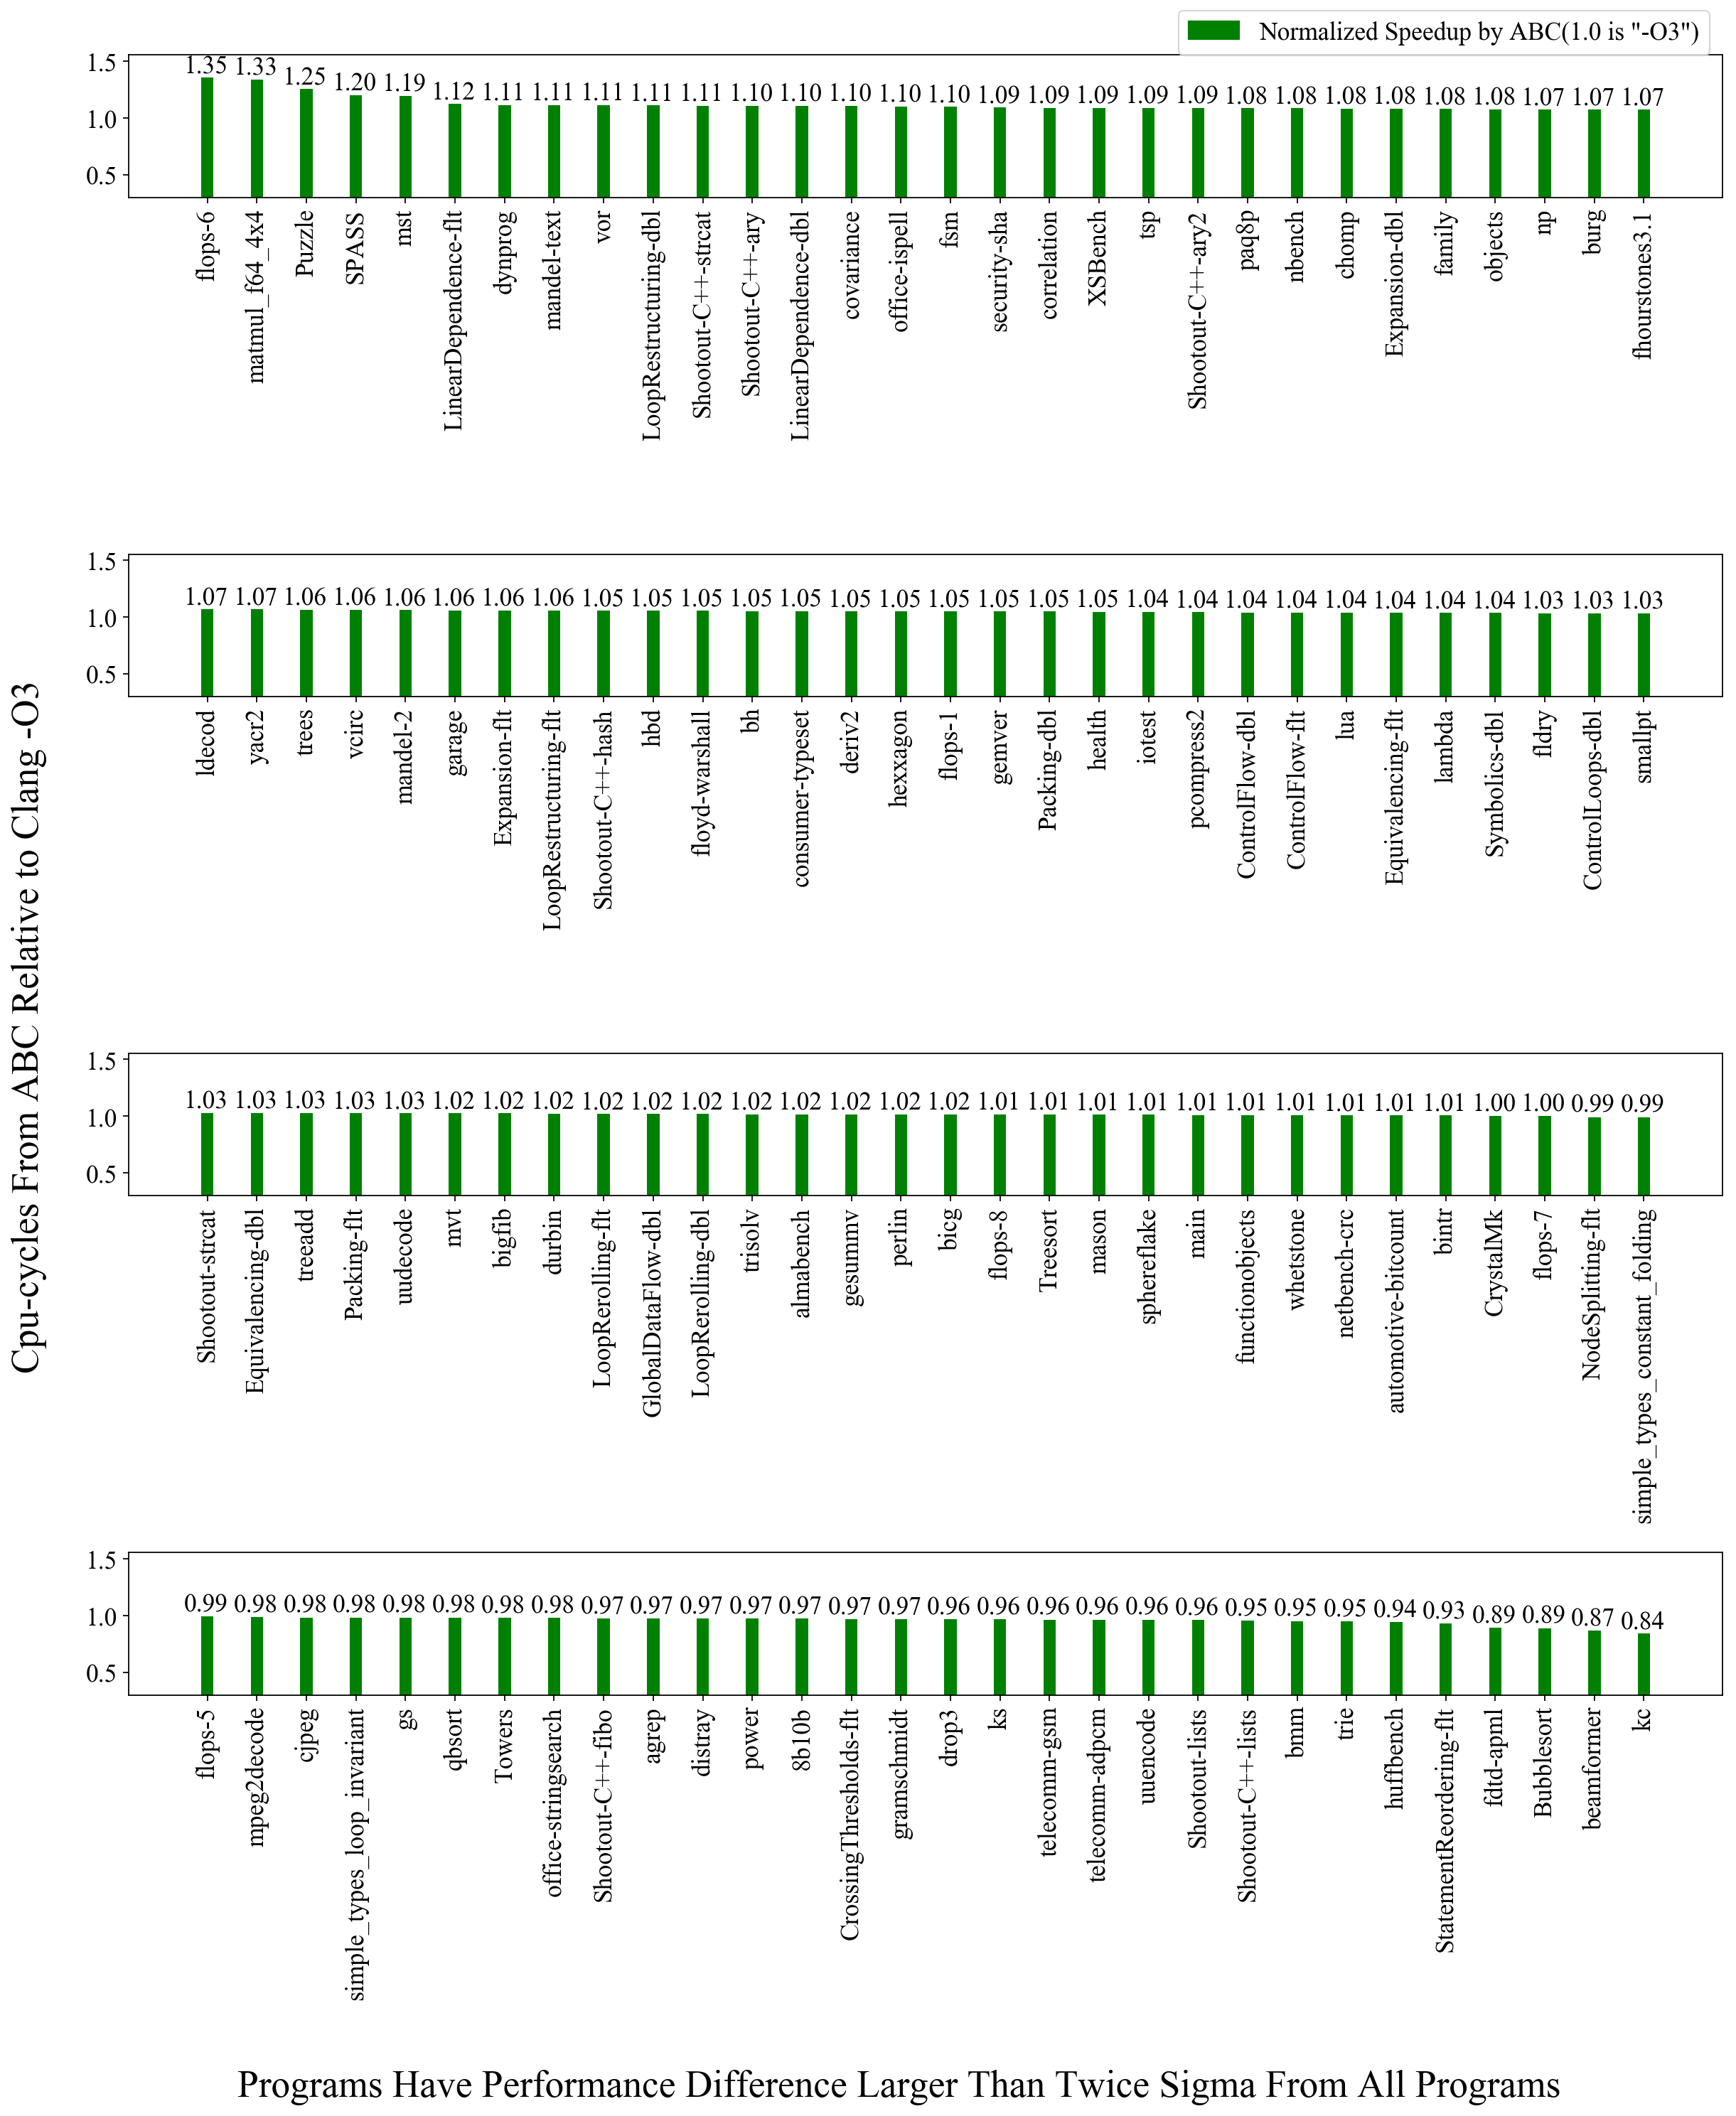 Normalized Speedup by ABC(1.0 is "-O3")
Cpu-cycles From ABC Relative to Clang -O3
1.5
1.0
0.5
1.35 1.33 1.25 1.20 1.19 1.12 1.11 1.11 1.11 1.11 1.11 1.10 1.10 1.10 1.10 1.10 1.09 1.09 1.09 1.09 1.09 1.08 1.08 1.08 1.08 1.08 1.08 1.07 1.07 1.07
flops-6
matmul_f64_4x4
Puzzle
SPASS
mst
LinearDependence-flt
dynprog
mandel-text
vor
LoopRestructuring-dbl
Shootout-C++-strcat
Shootout-C++-ary
LinearDependence-dbl
covariance
office-ispell
fsm
security-sha
correlation
XSBench
tsp
Shootout-C++-ary2
paq8p
nbench
chomp
Expansion-dbl
family
objects
np
burg
fhourstones3.1
1.5
1.0
0.5
1.07 1.07 1.06 1.06 1.06 1.06 1.06 1.06 1.05 1.05 1.05 1.05 1.05 1.05 1.05 1.05 1.05 1.05 1.05 1.04 1.04 1.04 1.04 1.04 1.04 1.04 1.04 1.03 1.03 1.03
ldecod
yacr2
trees
vcirc
mandel-2
garage
Expansion-flt
LoopRestructuring-flt
Shootout-C++-hash
hbd
floyd-warshall
bh
consumer-typeset
deriv2
hexxagon
flops-1
gemver
Packing-dbl
health
iotest
pcompress2
ControlFlow-dbl
ControlFlow-flt
lua
Equivalencing-flt
lambda
Symbolics-dbl
fldry
ControlLoops-dbl
smallpt
1.5
1.0
0.5
1.03 1.03 1.03 1.03 1.03 1.02 1.02 1.02 1.02 1.02 1.02 1.02 1.02 1.02 1.02 1.02 1.01 1.01 1.01 1.01 1.01 1.01 1.01 1.01 1.01 1.01 1.00 1.00 0.99 0.99
Shootout-strcat
Equivalencing-dbl
treeadd
Packing-flt
uudecode
mvt
bigfib
durbin
LoopRerolling-flt
GlobalDataFlow-dbl
LoopRerolling-dbl
trisolv
almabench
gesummv
perlin
bicg
flops-8
Treesort
mason
sphereflake
main
functionobjects
whetstone
netbench-crc
automotive-bitcount
bintr
CrystalMk
flops-7
NodeSplitting-flt
simple_types_constant_folding
1.5
1.0
0.5
0.99 0.98 0.98 0.98 0.98 0.98 0.98 0.98 0.97 0.97 0.97 0.97 0.97 0.97 0.97 0.96 0.96 0.96 0.96 0.96 0.96 0.95 0.95 0.95 0.94 0.93 0.89 0.89 0.87 0.84
flops-5
mpeg2decode
cjpeg
simple_types_loop_invariant
gs
qbsort
Towers
office-stringsearch
Shootout-C++-fibo
agrep
distray
power
8b10b
CrossingThresholds-flt
gramschmidt
drop3
ks
telecomm-gsm
telecomm-adpcm
uuencode
Shootout-lists
Shootout-C++-lists
bmm
trie
huffbench
StatementReordering-flt
fdtd-apml
Bubblesort
beamformer
kc
Programs Have Performance Difference Larger Than Twice Sigma From All Programs